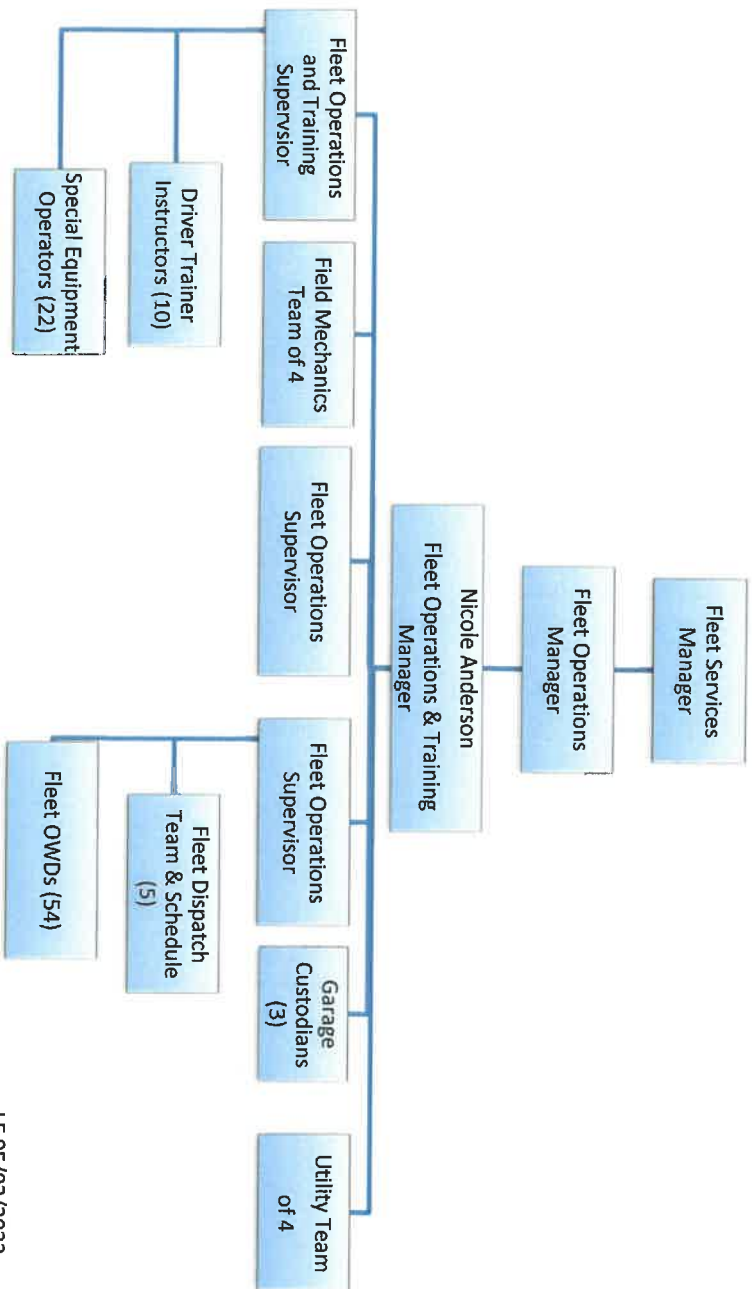 Fleet Services
Manager
Fleet Operations
Manager
Nicole Anderson
Fleet Operations & Training
Manager
Fleet Operations
and Training
Supervsior
Field Mechanics
Team of 4
Fleet Operations
Supervisor
Fleet Operations
Supervisor
Garage
Custodians
(3)
Utility Team
of 4
Driver Trainer
Instructors (10)
Special Equipment
Operators (22)
Fleet Dispatch
Team & Schedule
(5)
Fleet OWDs (54)